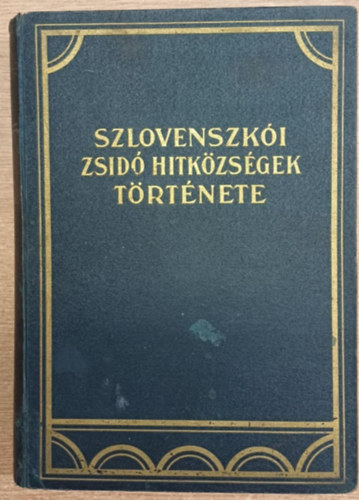 SZLOVENSZKÓI
ZSIDÓ HITKÖZSÉGEK
TÖRTÉNETE